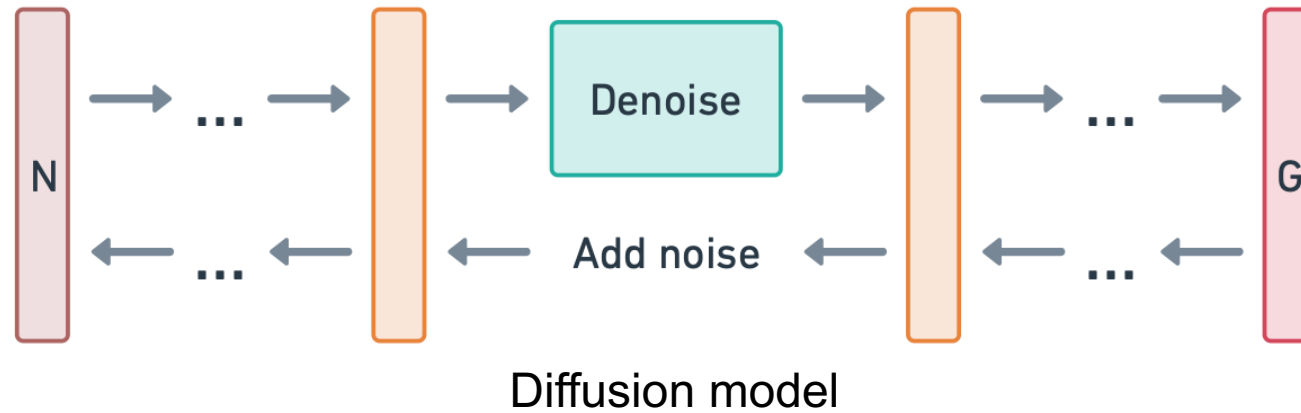 ... Denoise ...
N G
... Add noise ...
Diffusion model